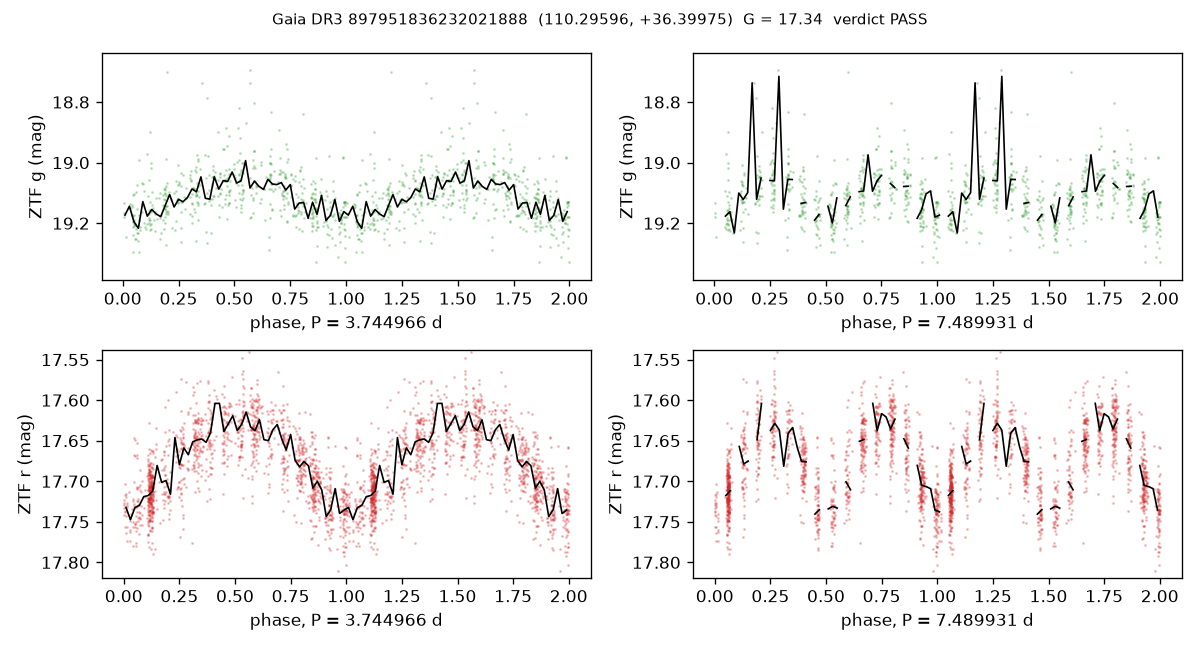 Gaia DR3 897951836232021888  (110.29596, +36.39975)  G = 17.34  verdict PASS
ZTF g (mag)
18.8
19.0
19.2
0.00 0.25 0.50 0.75 1.00 1.25 1.50 1.75 2.00
phase, P = 3.744966 d
ZTF g (mag)
18.8
19.0
19.2
0.00 0.25 0.50 0.75 1.00 1.25 1.50 1.75 2.00
phase, P = 7.489931 d
ZTF r (mag)
17.55
17.60
17.65
17.70
17.75
17.80
0.00 0.25 0.50 0.75 1.00 1.25 1.50 1.75 2.00
phase, P = 3.744966 d
ZTF r (mag)
17.55
17.60
17.65
17.70
17.75
17.80
0.00 0.25 0.50 0.75 1.00 1.25 1.50 1.75 2.00
phase, P = 7.489931 d